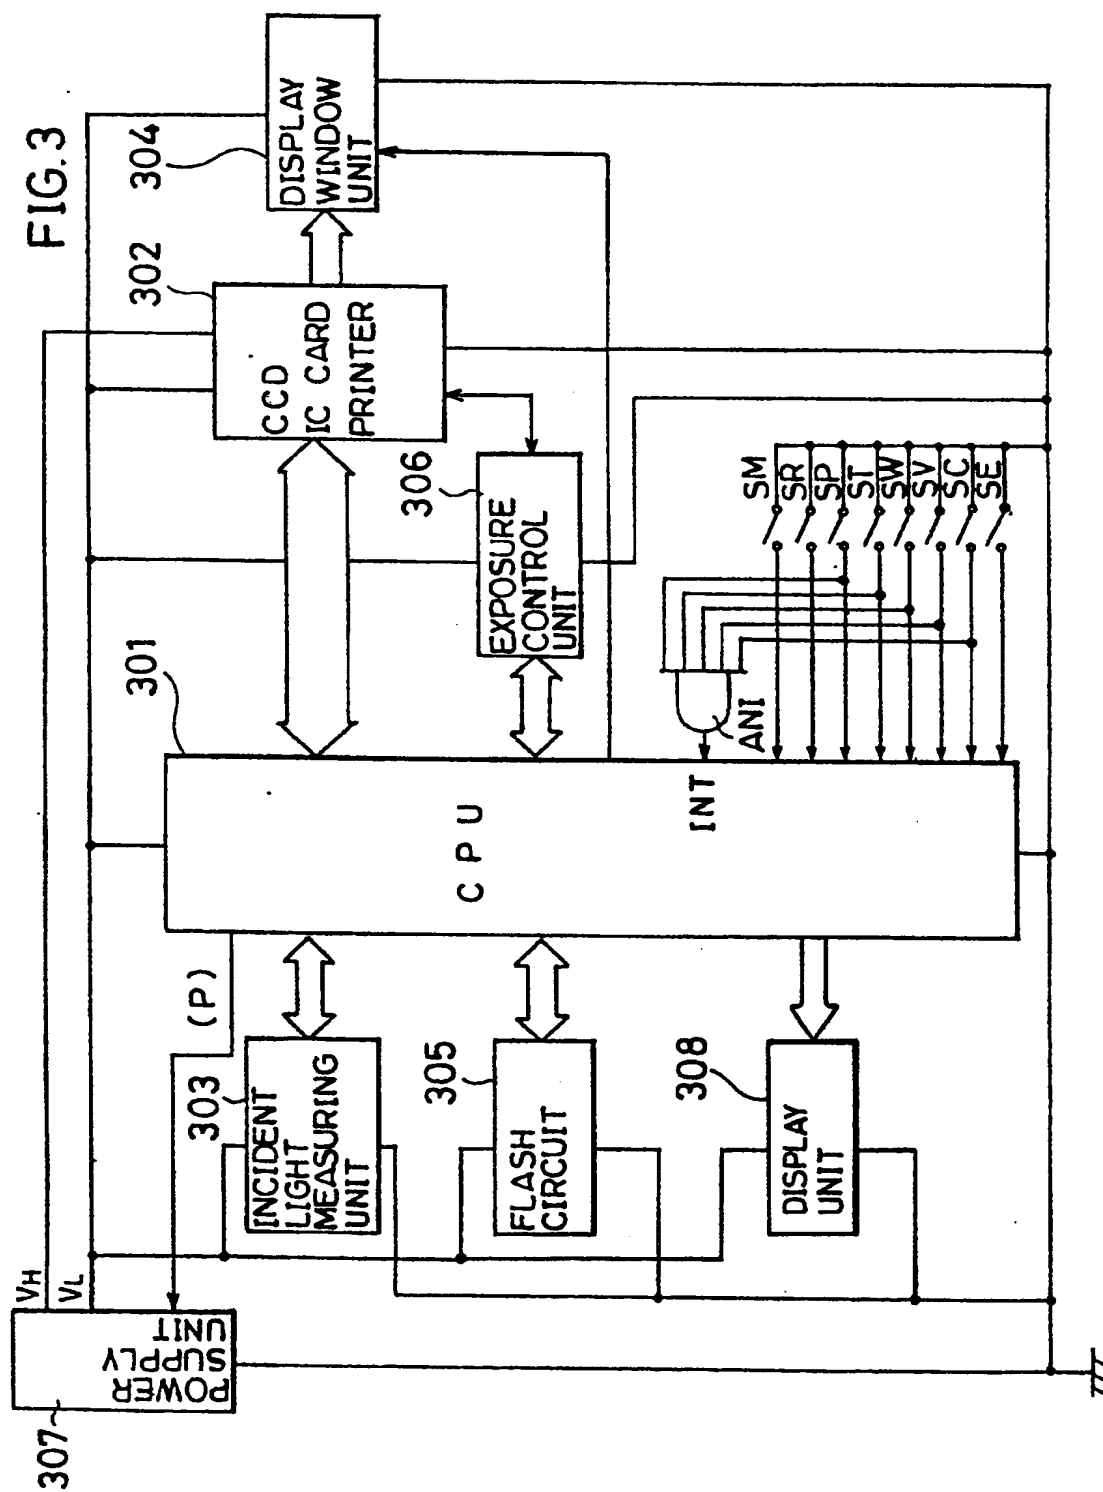 FIG.3
307
POWER
SUPPLY
UNIT
VH
VL
(P)
303
INCIDENT
LIGHT
MEASURING
UNIT
305
FLASH
CIRCUIT
308
DISPLAY
UNIT
301
CPU
INT
302
CCD
IC CARD
PRINTER
304
DISPLAY
WINDOW
UNIT
306
EXPOSURE
CONTROL
UNIT
AN1
SM
SR
SP
ST
SW
SV
SC
SE